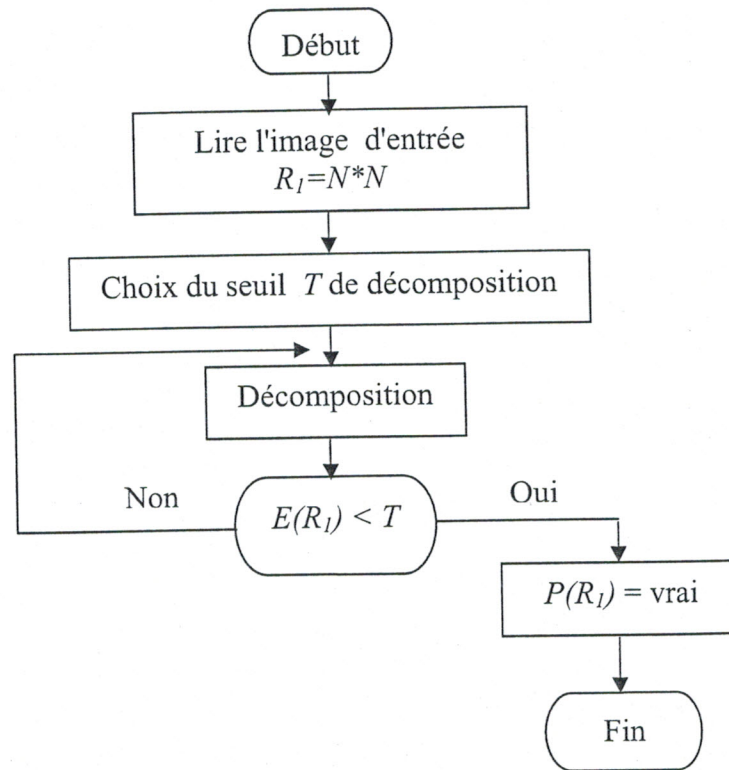 Début
Lire l'image d'entrée
R₁=N*N
Choix du seuil T de décomposition
Décomposition
Non
E(R₁) < T
Oui
P(R₁) = vrai
Fin